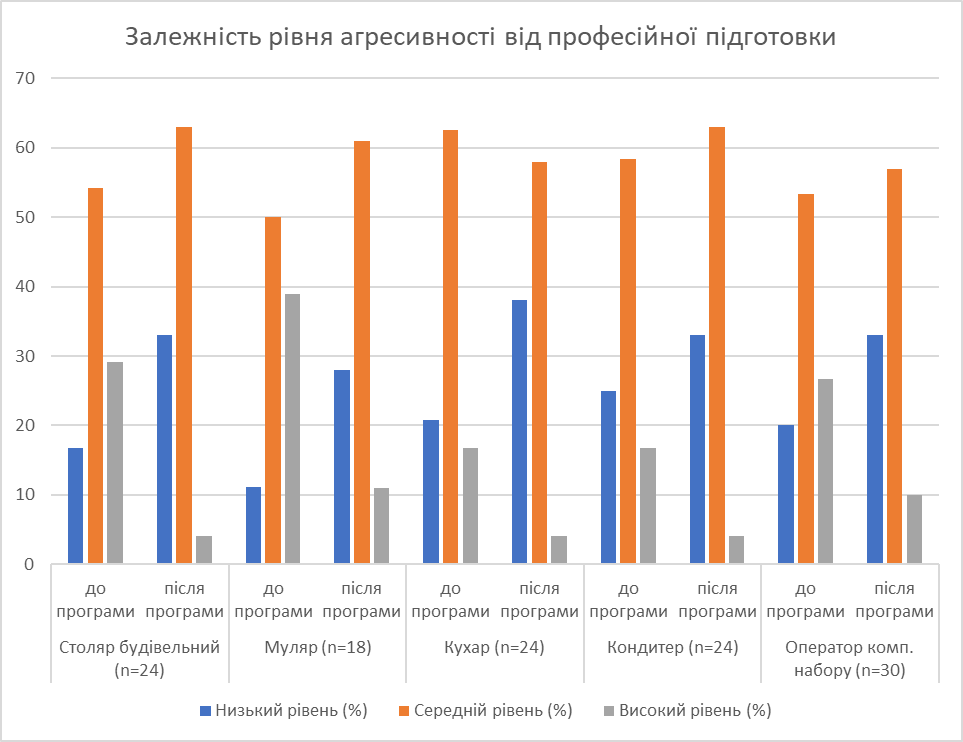 Залежність рівня агресивності від професійної підготовки
70
60
50
40
30
20
10
0
до програми
після програми
до програми
після програми
до програми
після програми
до програми
після програми
до програми
після програми
Столяр будівельний (n=24)
Муляр (n=18)
Кухар (n=24)
Кондитер (n=24)
Оператор комп. набору (n=30)
Низький рівень (%)
Середній рівень (%)
Високий рівень (%)